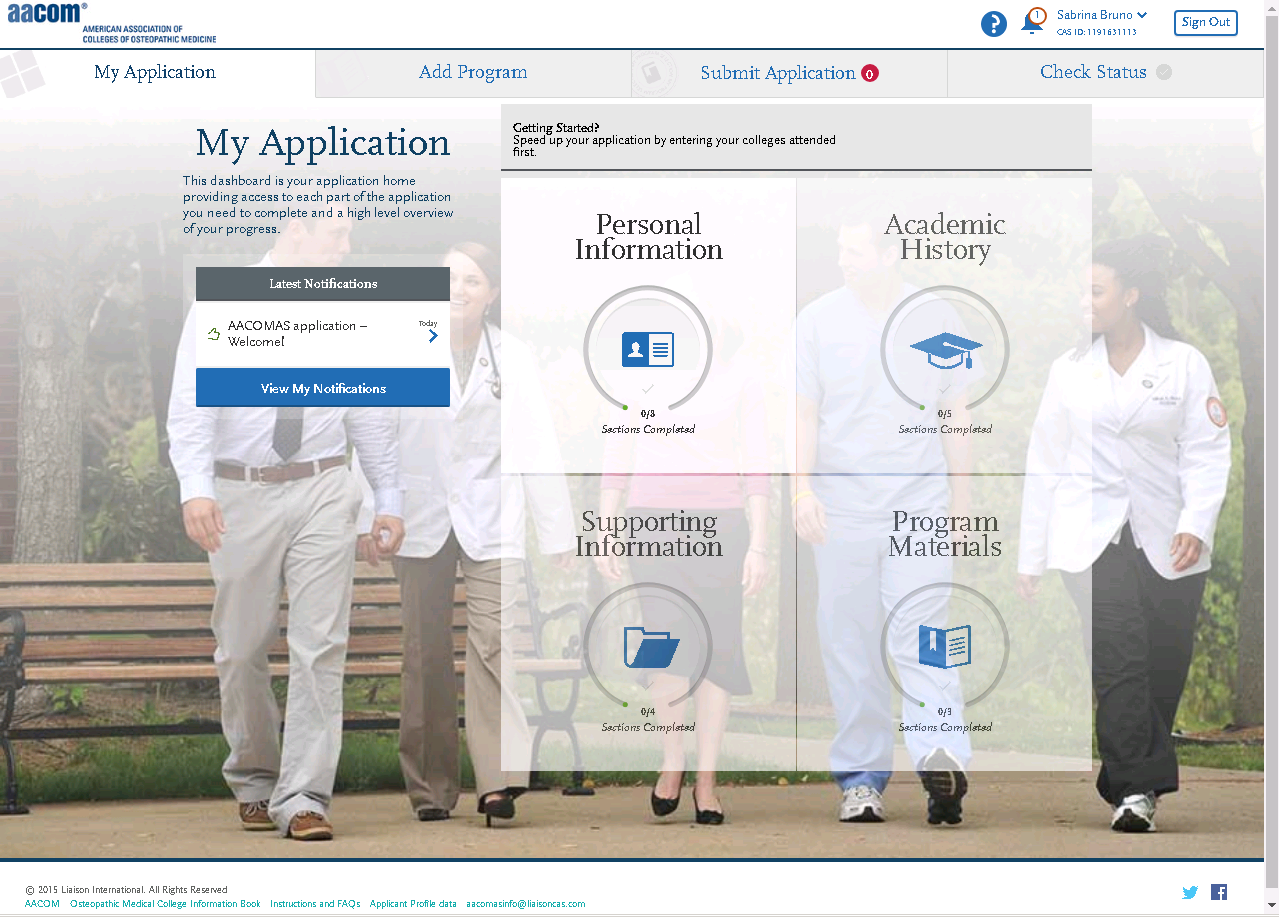 aacom®
AMERICAN ASSOCIATION OF
COLLEGES OF OSTEOPATHIC MEDICINE
?
1
Sabrina Bruno
CAS ID: 1191631113
Sign Out
My Application
Add Program
Submit Application 0
Check Status
My Application
This dashboard is your application home
providing access to each part of the application
you need to complete and a high level overview
of your progress.
Latest Notifications
AACOMAS application –
Welcome!
Today
View My Notifications
Getting Started?
Speed up your application by entering your colleges attended
first.
Personal
Information
0/8
Sections Completed
Academic
History
0/5
Sections Completed
Supporting
Information
0/4
Sections Completed
Program
Materials
0/3
Sections Completed
© 2015 Liaison International. All Rights Reserved
AACOM Osteopathic Medical College Information Book Instructions and FAQs Applicant Profile data aacomasinfo@liaisoncas.com